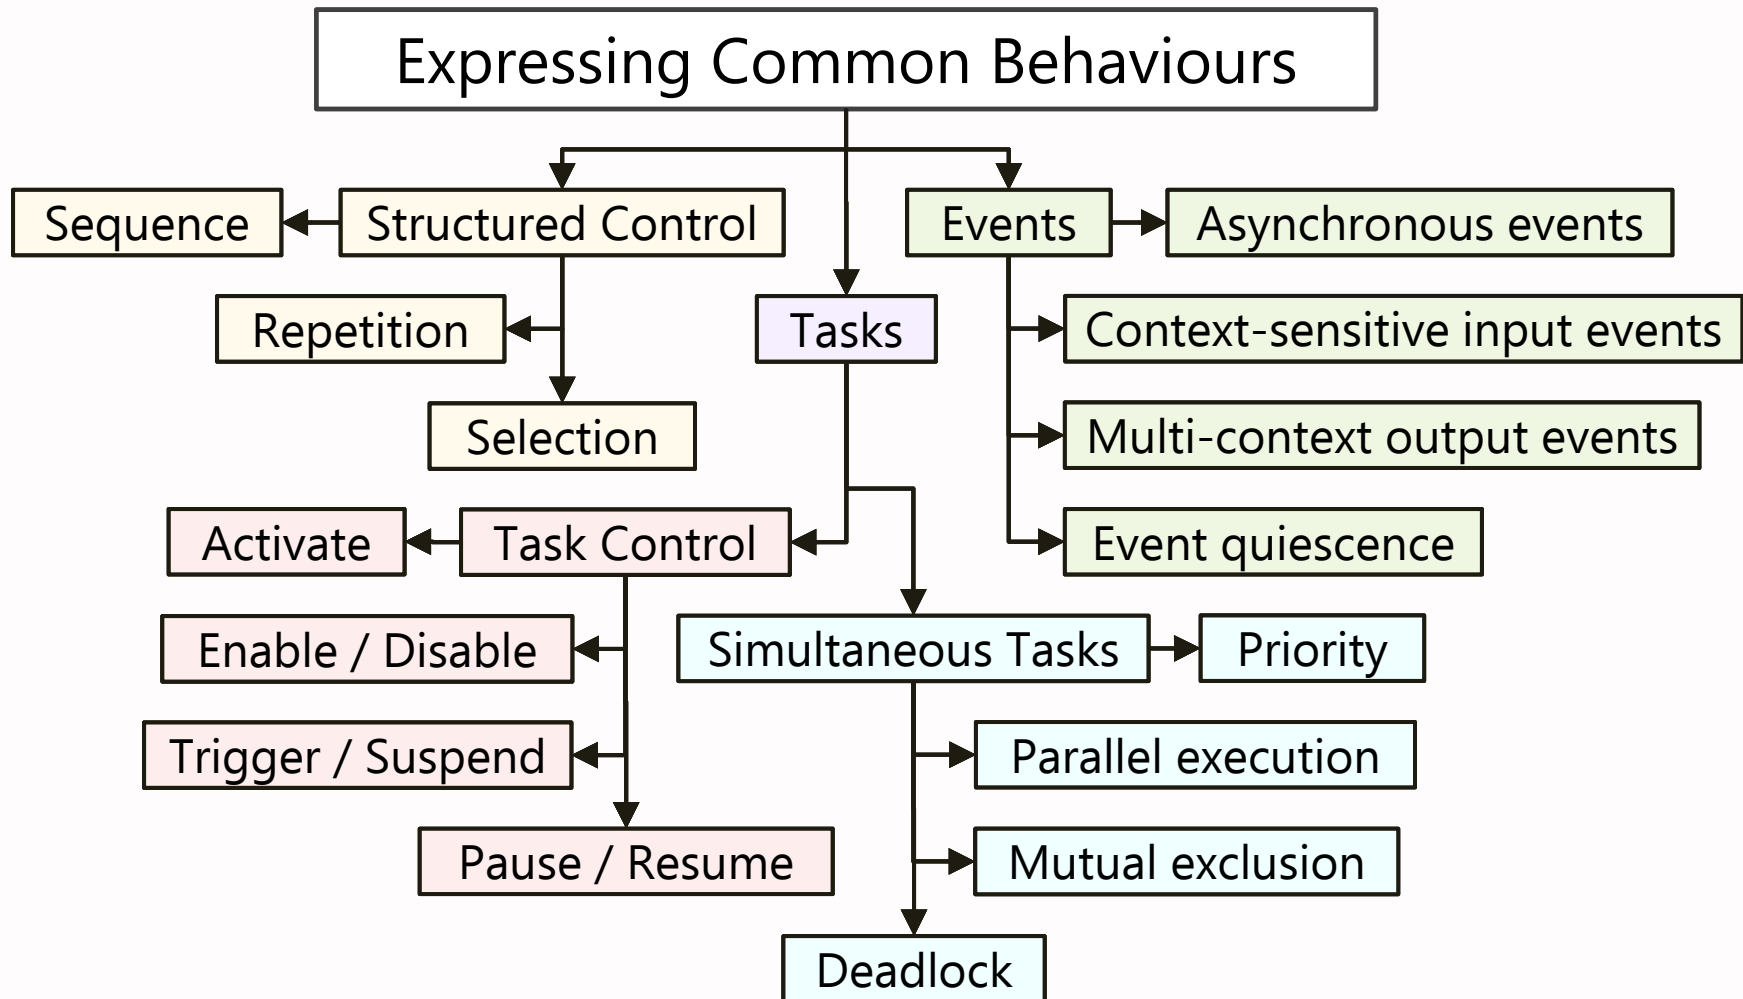 Expressing Common Behaviours
Sequence
Structured Control
Events
Asynchronous events
Repetition
Tasks
Context-sensitive input events
Selection
Multi-context output events
Activate
Task Control
Event quiescence
Enable / Disable
Simultaneous Tasks
Priority
Trigger / Suspend
Parallel execution
Pause / Resume
Mutual exclusion
Deadlock